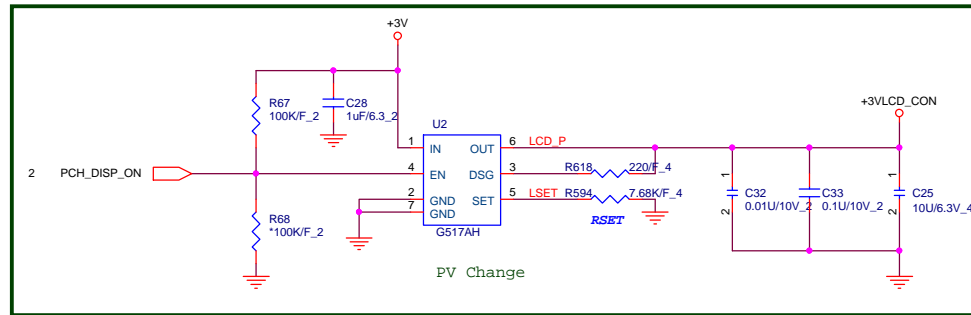 +3V
+3VLCD_CON
R67
100K/F_2
C28
1uF/6.3_2
U2
1
IN
OUT
6
LCD_P
2
PCH_DISP_ON
4
EN
DSG
3
R618
220/F_4
2
GND
SET
5
LSET
R594
7.68K/F_4
7
GND
RSET
G517AH
R68
*100K/F_2
1
2
C32
0.01U/10V_2
C33
0.1U/10V_2
1
2
C25
10U/6.3V_4
PV Change